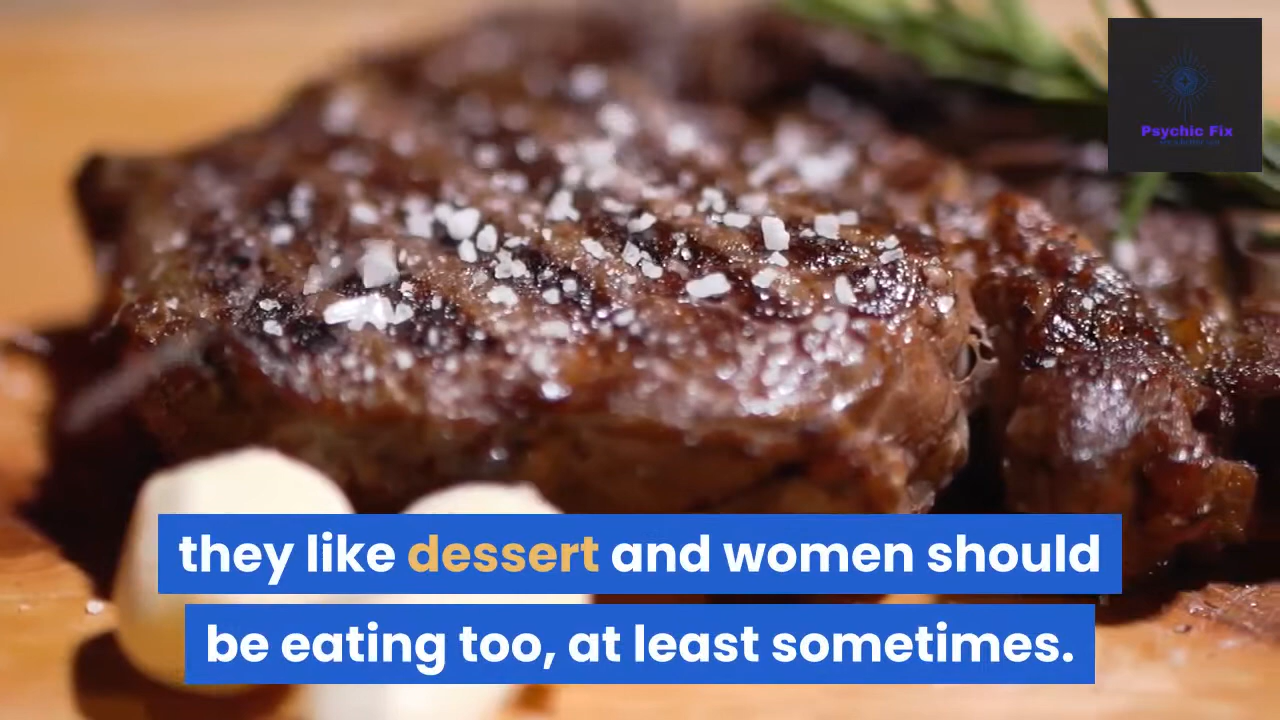 Psychic Fix
they like dessert and women should
be eating too, at least sometimes.